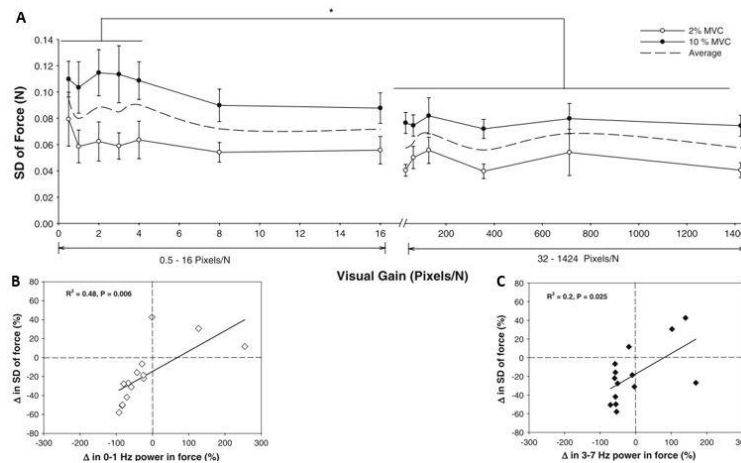 A
*
2% MVC
10 % MVC
Average
SD of Force (N)
0.14
0.12
0.10
0.08
0.06
0.04
0.02
0.00
0 2 4 6 8 10 12 14 16 200 400 600 800 1000 1200 1400
0.5 - 16 Pixels/N
32 - 1424 Pixels/N
Visual Gain (Pixels/N)
B
R² = 0.48, P = 0.006
Δ in SD of force (%)
80
60
40
20
0
-20
-40
-60
-80
-300 -200 -100 0 100 200 300
Δ in 0-1 Hz power in force (%)
C
R² = 0.2, P = 0.025
Δ in SD of force (%)
80
60
40
20
0
-20
-40
-60
-80
-300 -200 -100 0 100 200 300
Δ in 3-7 Hz power in force (%)